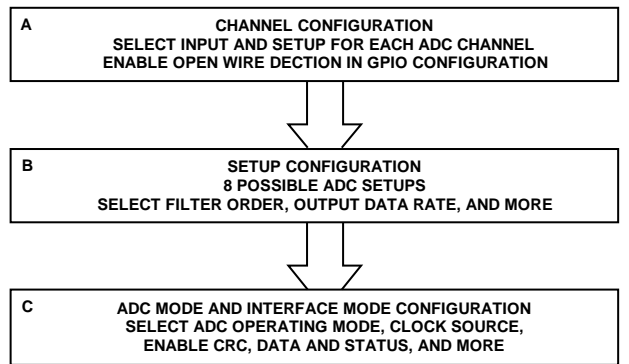 A
CHANNEL CONFIGURATION
SELECT INPUT AND SETUP FOR EACH ADC CHANNEL
ENABLE OPEN WIRE DECTION IN GPIO CONFIGURATION
B
SETUP CONFIGURATION
8 POSSIBLE ADC SETUPS
SELECT FILTER ORDER, OUTPUT DATA RATE, AND MORE
C
ADC MODE AND INTERFACE MODE CONFIGURATION
SELECT ADC OPERATING MODE, CLOCK SOURCE,
ENABLE CRC, DATA AND STATUS, AND MORE